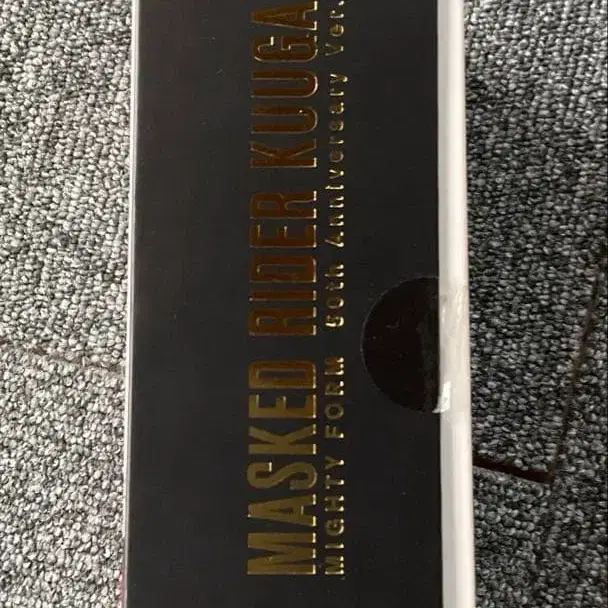 MASKED RIDER KUUGA
MIGHTY FORM 50th Anniversary Ver.